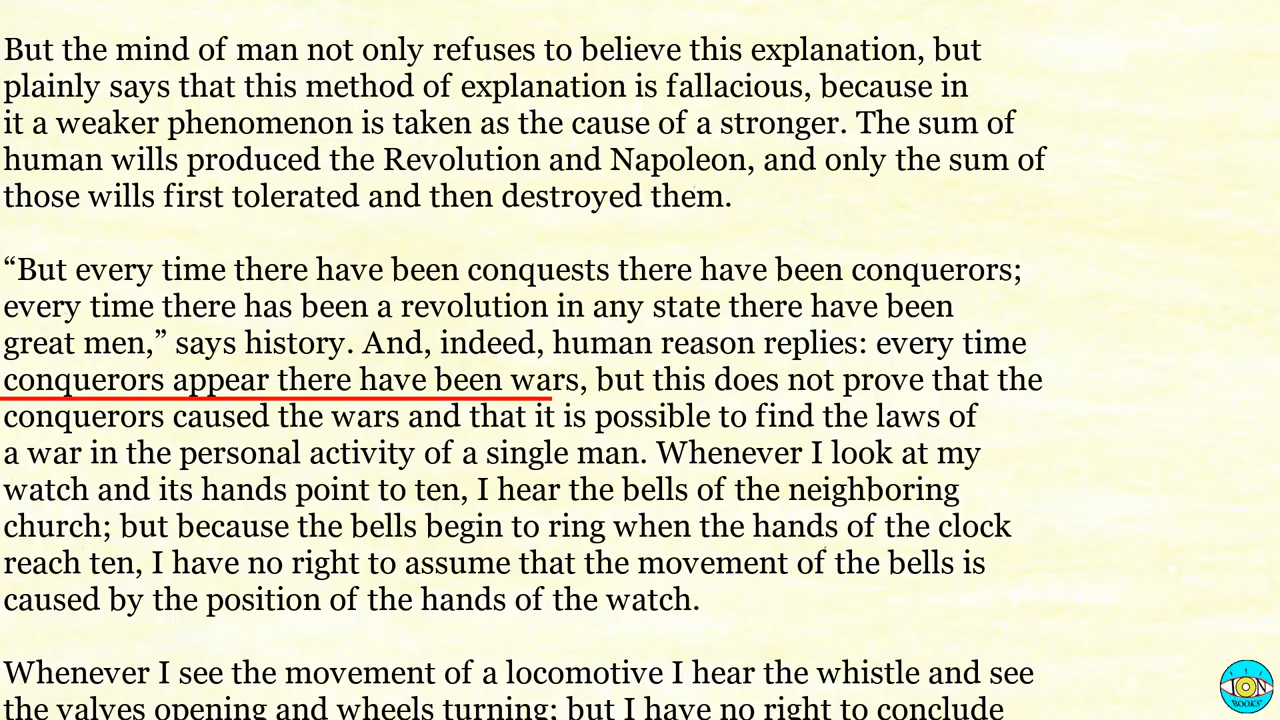 But the mind of man not only refuses to believe this explanation, but
plainly says that this method of explanation is fallacious, because in
it a weaker phenomenon is taken as the cause of a stronger. The sum of
human wills produced the Revolution and Napoleon, and only the sum of
those wills first tolerated and then destroyed them.
“But every time there have been conquests there have been conquerors;
every time there has been a revolution in any state there have been
great men,” says history. And, indeed, human reason replies: every time
conquerors appear there have been wars, but this does not prove that the
conquerors caused the wars and that it is possible to find the laws of
a war in the personal activity of a single man. Whenever I look at my
watch and its hands point to ten, I hear the bells of the neighboring
church; but because the bells begin to ring when the hands of the clock
reach ten, I have no right to assume that the movement of the bells is
caused by the position of the hands of the watch.
Whenever I see the movement of a locomotive I hear the whistle and see
the valves opening and wheels turning; but I have no right to conclude
ION
BOOKS